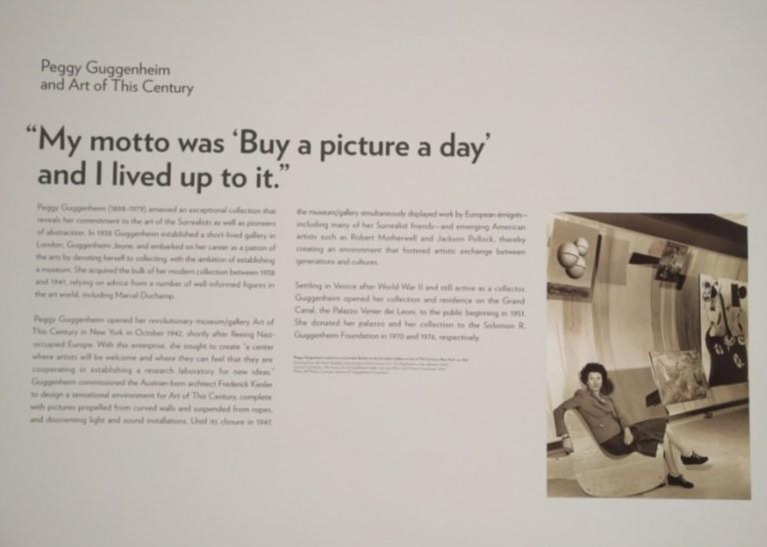 Peggy Guggenheim
and Art of This Century
“My motto was ‘Buy a picture a day’
and I lived up to it.”
Peggy Guggenheim (1898–1979) amassed an exceptional collection that
reveals her commitment to the art of the Surrealists as well as pioneers
of abstraction. In 1938 Guggenheim established a short-lived gallery in
London, Guggenheim Jeune, and embarked on her career as a patron of
the arts by devoting herself to collecting, with the ambition of establishing
a museum. She acquired the bulk of her modern collection between 1938
and 1941, relying on advice from a number of well-informed figures in
the art world, including Marcel Duchamp.
Peggy Guggenheim opened her revolutionary museum/gallery Art of
This Century in New York in October 1942, shortly after fleeing Nazi-
occupied Europe. With this enterprise, she sought to create “a center
where artists will be welcome and where they can feel that they are
cooperating in establishing a research laboratory for new ideas.”
Guggenheim commissioned the Austrian-born architect Frederick Kiesler
to design a sensational environment for Art of This Century, complete
with pictures propelled from curved walls and suspended from ropes,
and disorienting light and sound installations. Until its closure in 1947,
the museum/gallery simultaneously displayed work by European émigrés—
including many of her Surrealist friends—and emerging American
artists such as Robert Motherwell and Jackson Pollock, thereby
creating an environment that fostered artistic exchange between
generations and cultures.
Settling in Venice after World War II and still active as a collector,
Guggenheim opened her collection and residence on the Grand
Canal, the Palazzo Venier dei Leoni, to the public beginning in 1951.
She donated her palazzo and her collection to the Solomon R.
Guggenheim Foundation in 1970 and 1976, respectively.